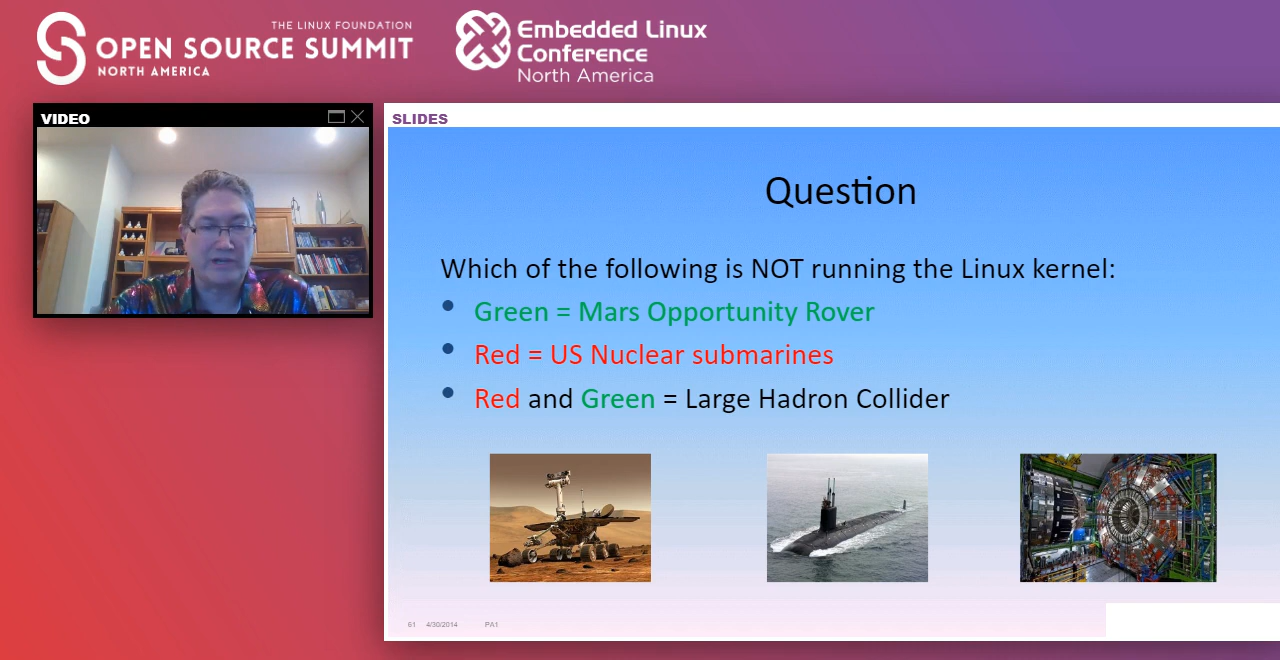 THE LINUX FOUNDATION
OPEN SOURCE SUMMIT
NORTH AMERICA
Embedded Linux
Conference
North America
VIDEO
SLIDES
Question
Which of the following is NOT running the Linux kernel:
• Green = Mars Opportunity Rover
• Red = US Nuclear submarines
• Red and Green = Large Hadron Collider
61 4/30/2014 PA1